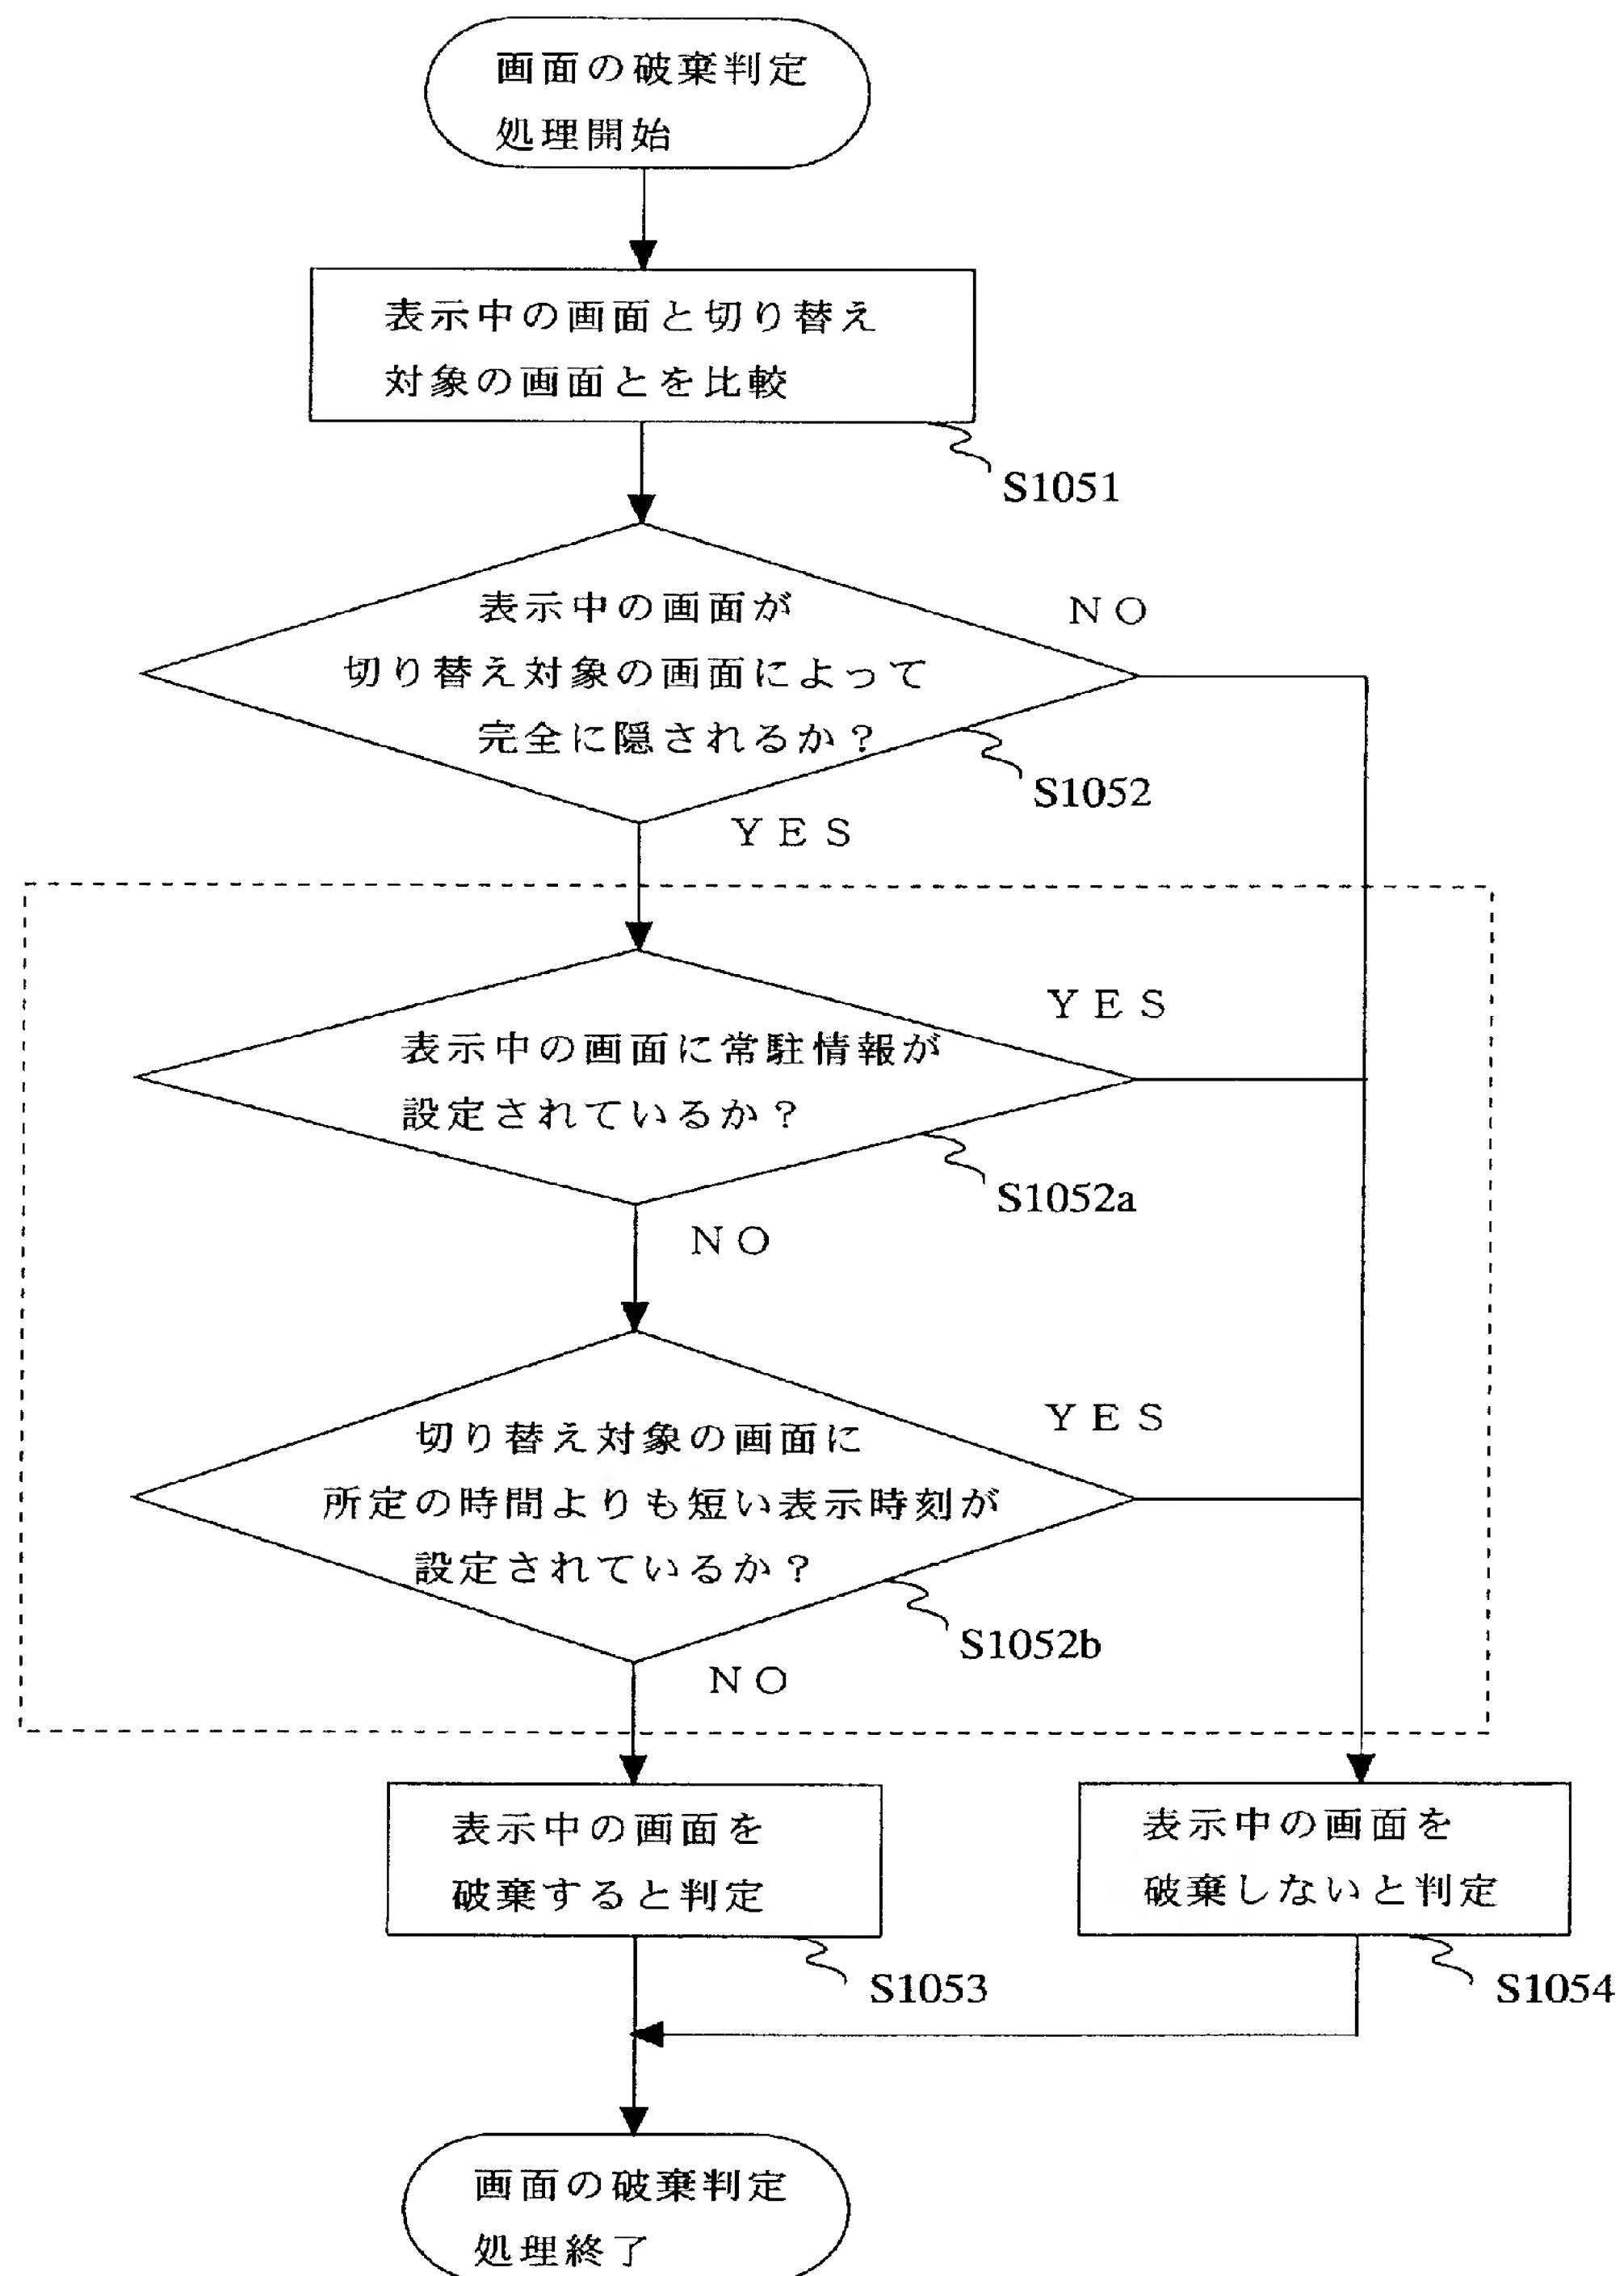 画面の破棄判定
処理開始
表示中の画面と切り替え
対象の画面とを比較
S1051
表示中の画面が
切り替え対象の画面によって
完全に隠されるか？
NO
S1052
YES
表示中の画面に常駐情報が
設定されているか？
YES
S1052a
NO
切り替え対象の画面に
所定の時間よりも短い表示時刻が
設定されているか？
YES
S1052b
NO
表示中の画面を
破棄すると判定
S1053
表示中の画面を
破棄しないと判定
S1054
画面の破棄判定
処理終了